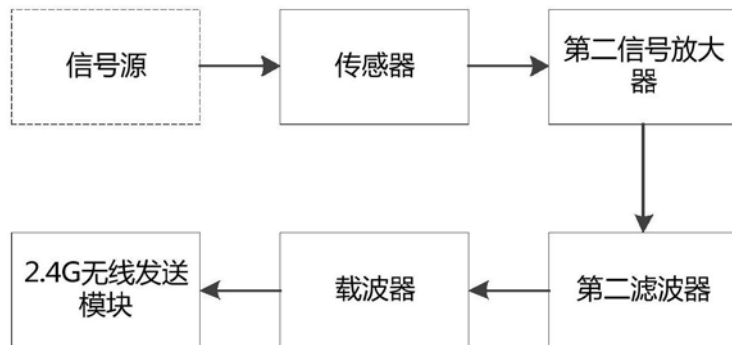 信号源
传感器
第二信号放大
器
第二滤波器
载波器
2.4G无线发送
模块